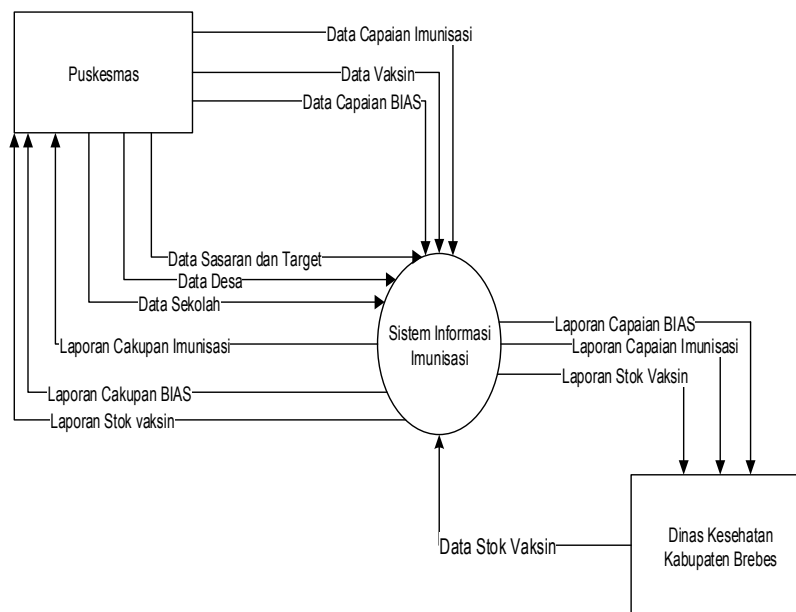 Data Capaian Imunisasi
Puskesmas
Data Vaksin
Data Capaian BIAS
Data Sasaran dan Target
Data Desa
Data Sekolah
Sistem Informasi
Imunisasi
Laporan Cakupan Imunisasi
Laporan Cakupan BIAS
Laporan Stok vaksin
Laporan Capaian BIAS
Laporan Capaian Imunisasi
Laporan Stok Vaksin
Data Stok Vaksin
Dinas Kesehatan
Kabupaten Brebes